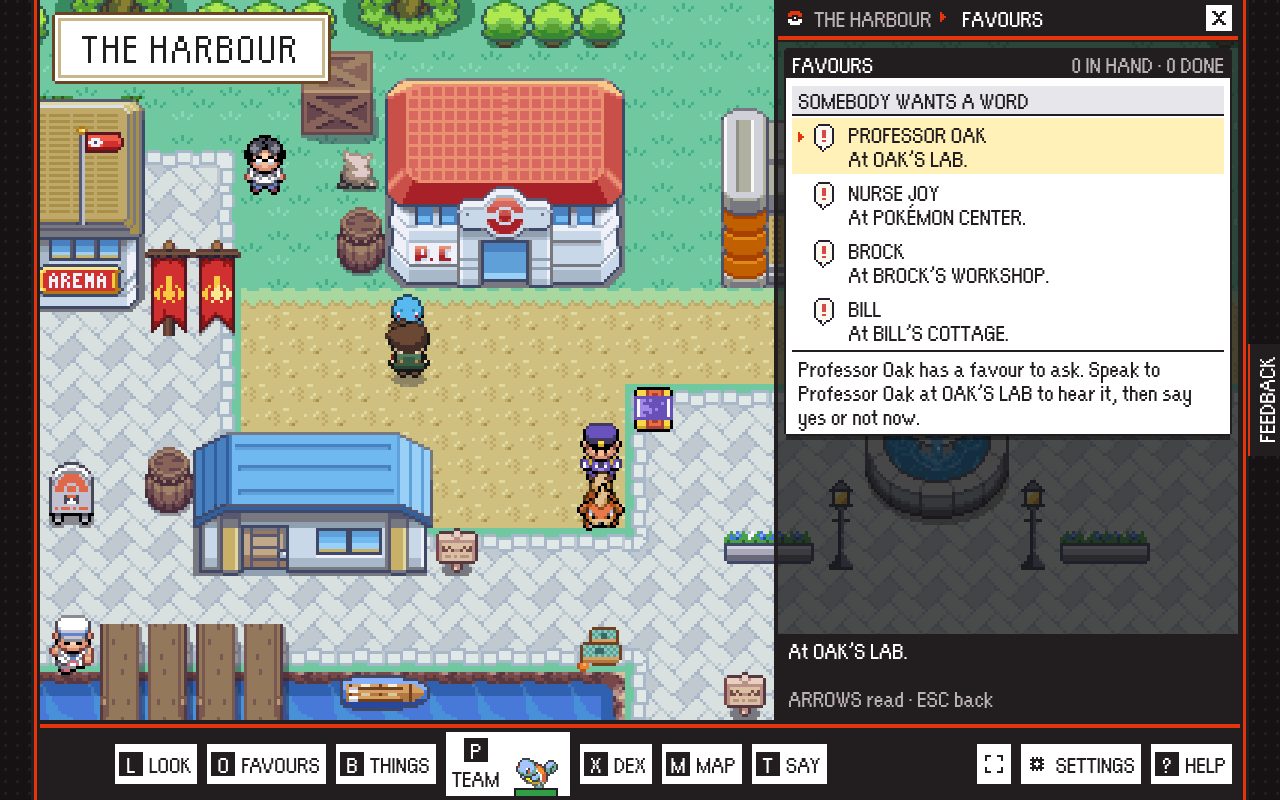 THE HARBOUR
THE HARBOUR FAVOURS X
FAVOURS 0 IN HAND · 0 DONE
SOMEBODY WANTS A WORD
PROFESSOR OAK
At OAK'S LAB.
NURSE JOY
At POKÉMON CENTER.
BROCK
At BROCK'S WORKSHOP.
BILL
At BILL'S COTTAGE.
Professor Oak has a favour to ask. Speak to
Professor Oak at OAK'S LAB to hear it, then say
yes or not now.
P.C
ARENA
FEEDBACK
At OAK'S LAB.
ARROWS read · ESC back
L LOOK
O FAVOURS
B THINGS
P TEAM
X DEX
M MAP
T SAY
SETTINGS
? HELP